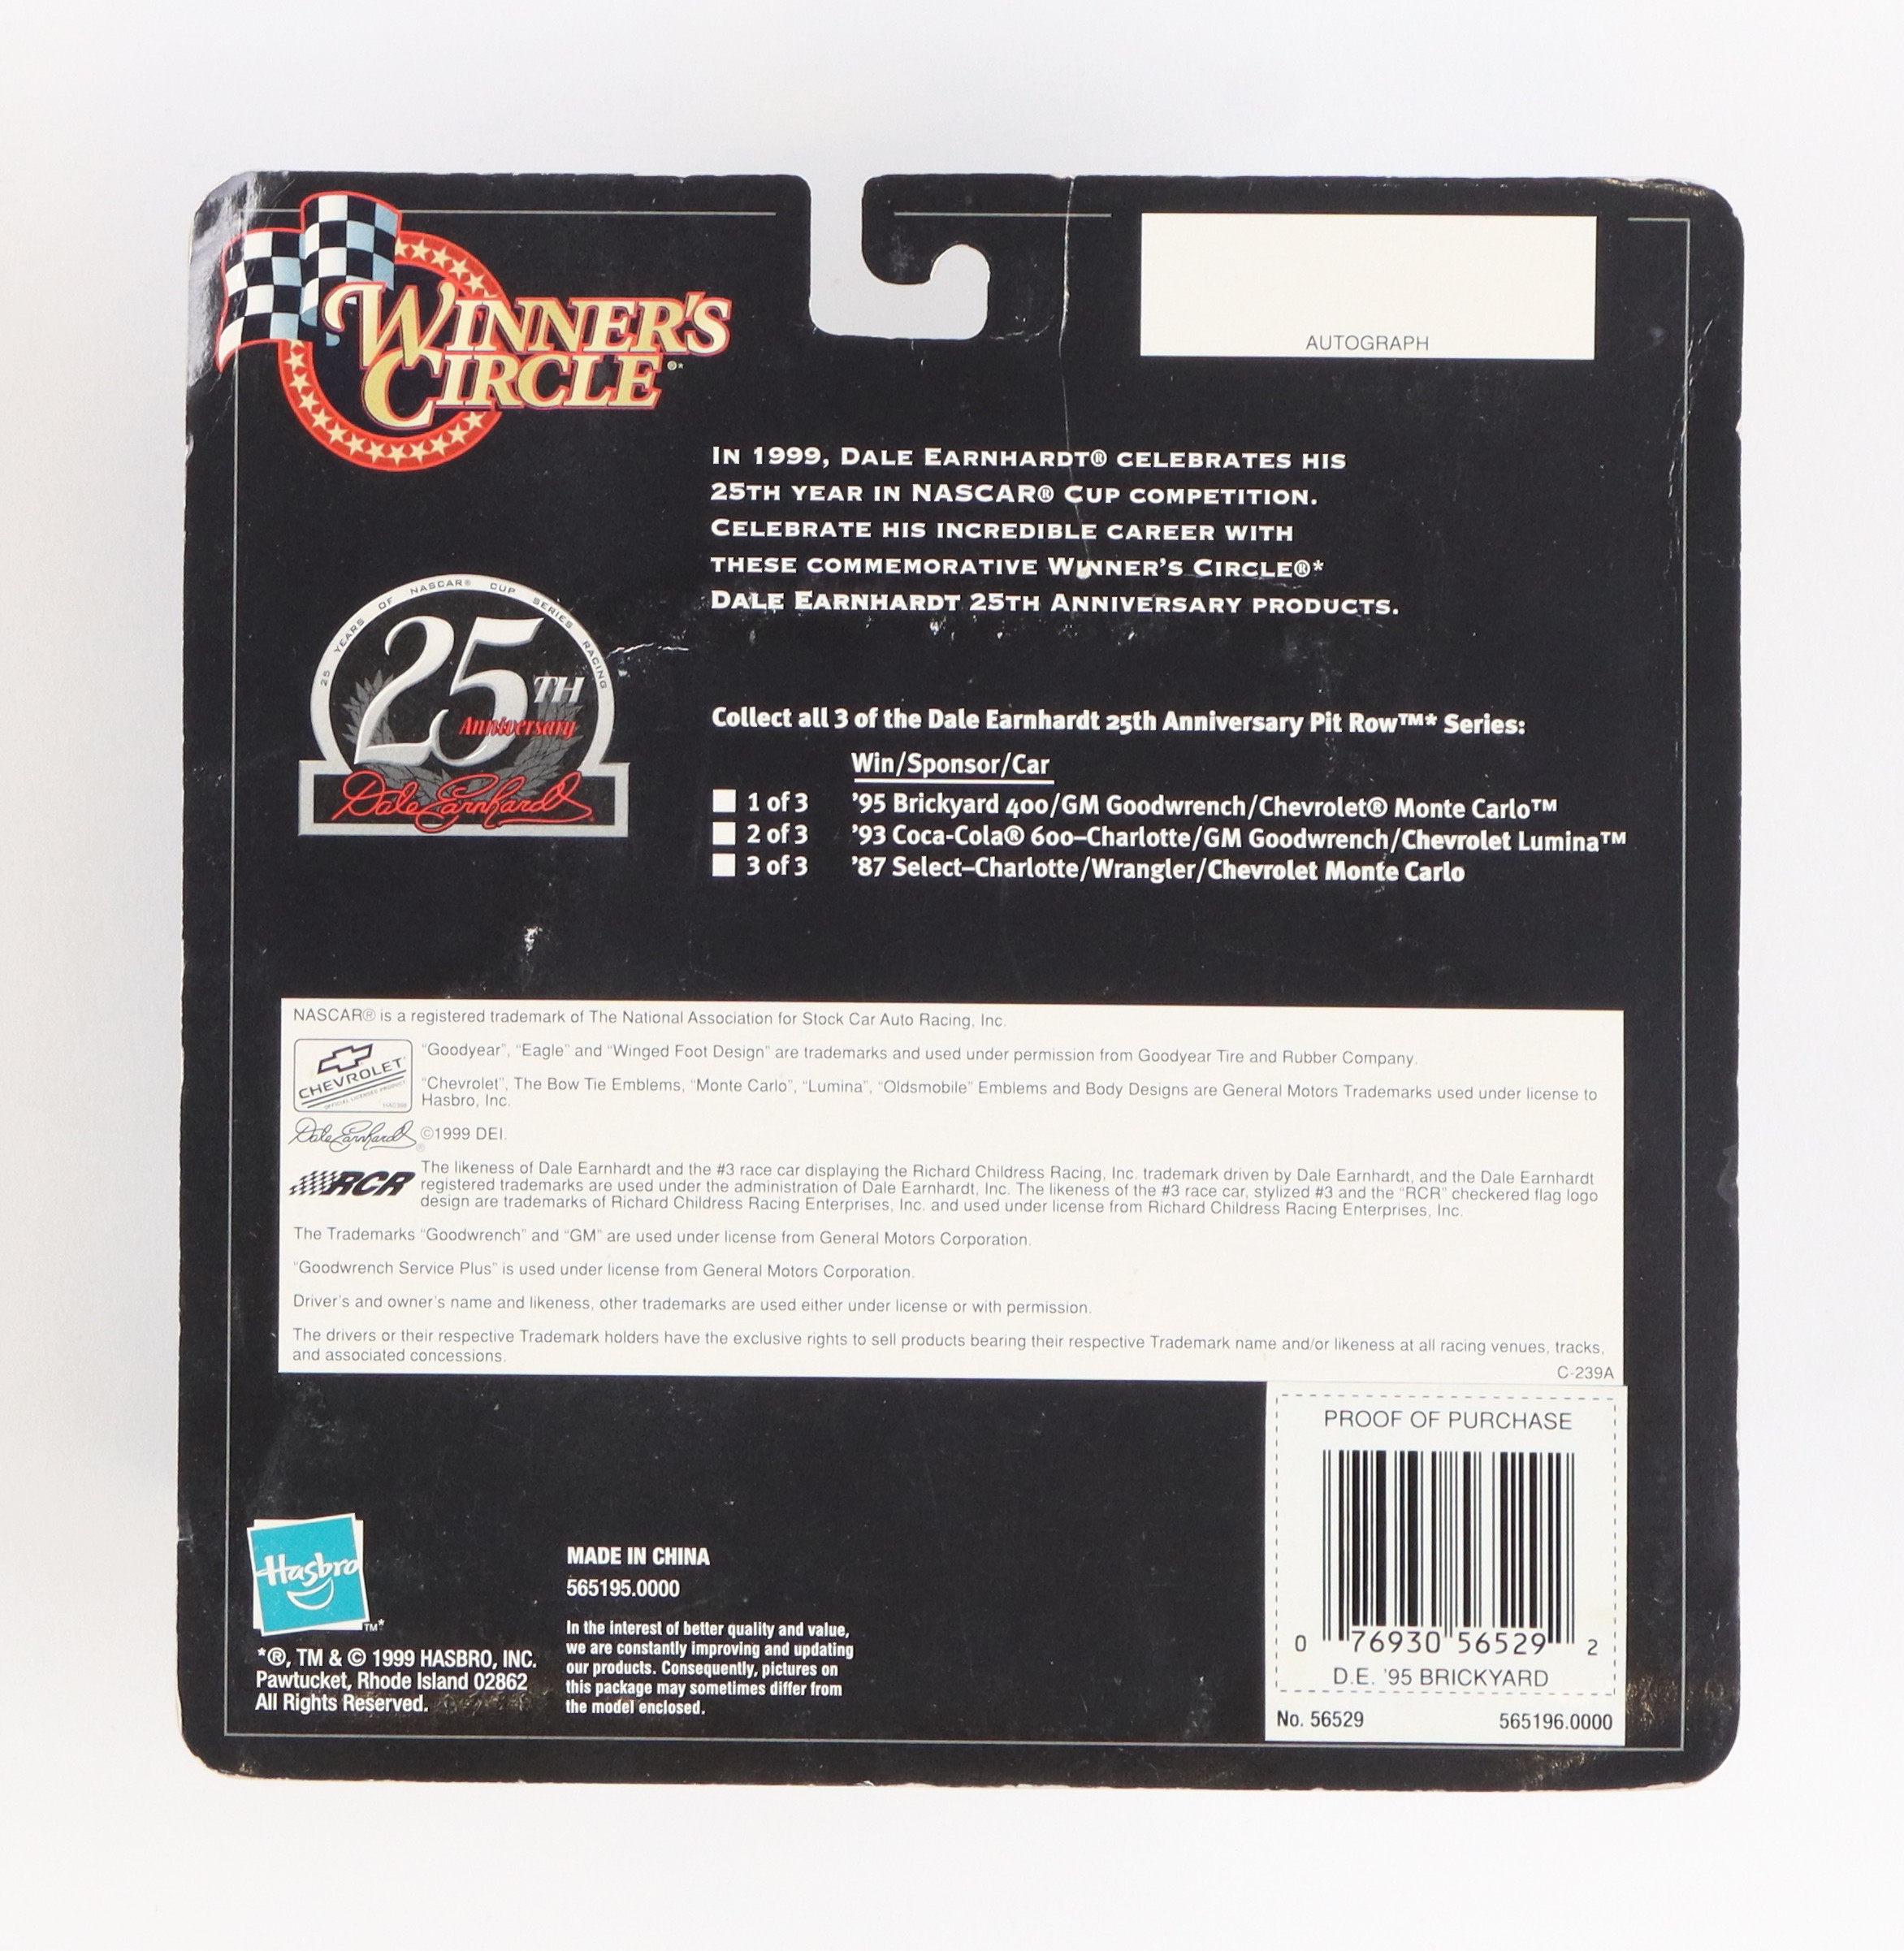 WINNER'S
CIRCLE®*
AUTOGRAPH
IN 1999, DALE EARNHARDT® CELEBRATES HIS
25TH YEAR IN NASCAR® CUP COMPETITION.
CELEBRATE HIS INCREDIBLE CAREER WITH
THESE COMMEMORATIVE WINNER'S CIRCLE®*
DALE EARNHARDT 25TH ANNIVERSARY PRODUCTS.
25 YEARS OF NASCAR® CUP SERIES RACING
25TH
Anniversary
Dale Earnhardt
Collect all 3 of the Dale Earnhardt 25th Anniversary Pit Row™* Series:
Win/Sponsor/Car
1 of 3 '95 Brickyard 400/GM Goodwrench/Chevrolet® Monte Carlo™
2 of 3 '93 Coca-Cola® 600–Charlotte/GM Goodwrench/Chevrolet Lumina™
3 of 3 '87 Select–Charlotte/Wrangler/Chevrolet Monte Carlo
NASCAR® is a registered trademark of The National Association for Stock Car Auto Racing, Inc.
CHEVROLET
"Goodyear", "Eagle" and "Winged Foot Design" are trademarks and used under permission from Goodyear Tire and Rubber Company.
"Chevrolet", The Bow Tie Emblems, "Monte Carlo", "Lumina", "Oldsmobile" Emblems and Body Designs are General Motors Trademarks used under license to
Hasbro, Inc.
Dale Earnhardt ® ©1999 DEI.
RCR
The likeness of Dale Earnhardt and the #3 race car displaying the Richard Childress Racing, Inc. trademark driven by Dale Earnhardt, and the Dale Earnhardt
registered trademarks are used under the administration of Dale Earnhardt, Inc. The likeness of the #3 race car, stylized #3 and the "RCR" checkered flag logo
design are trademarks of Richard Childress Racing Enterprises, Inc. and used under license from Richard Childress Racing Enterprises, Inc.
The Trademarks "Goodwrench" and "GM" are used under license from General Motors Corporation.
"Goodwrench Service Plus" is used under license from General Motors Corporation.
Driver's and owner's name and likeness, other trademarks are used either under license or with permission.
The drivers or their respective Trademark holders have the exclusive rights to sell products bearing their respective Trademark name and/or likeness at all racing venues, tracks,
and associated concessions.
C-239A
PROOF OF PURCHASE
0 76930 56529 2
D.E. '95 BRICKYARD
No. 56529 565196.0000
Hasbro
™*
*®, TM & © 1999 HASBRO, INC.
Pawtucket, Rhode Island 02862
All Rights Reserved.
MADE IN CHINA
565195.0000
In the interest of better quality and value,
we are constantly improving and updating
our products. Consequently, pictures on
this package may sometimes differ from
the model enclosed.